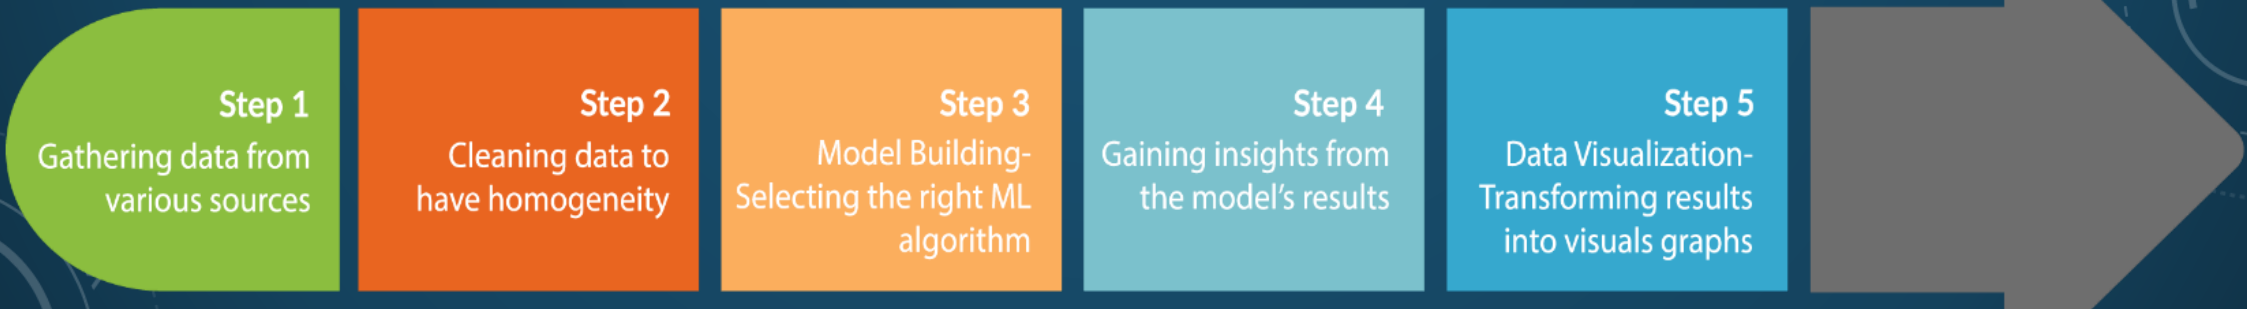 Step 1
Gathering data from
various sources
Step 2
Cleaning data to
have homogeneity
Step 3
Model Building-
Selecting the right ML
algorithm
Step 4
Gaining insights from
the model's results
Step 5
Data Visualization-
Transforming results
into visuals graphs